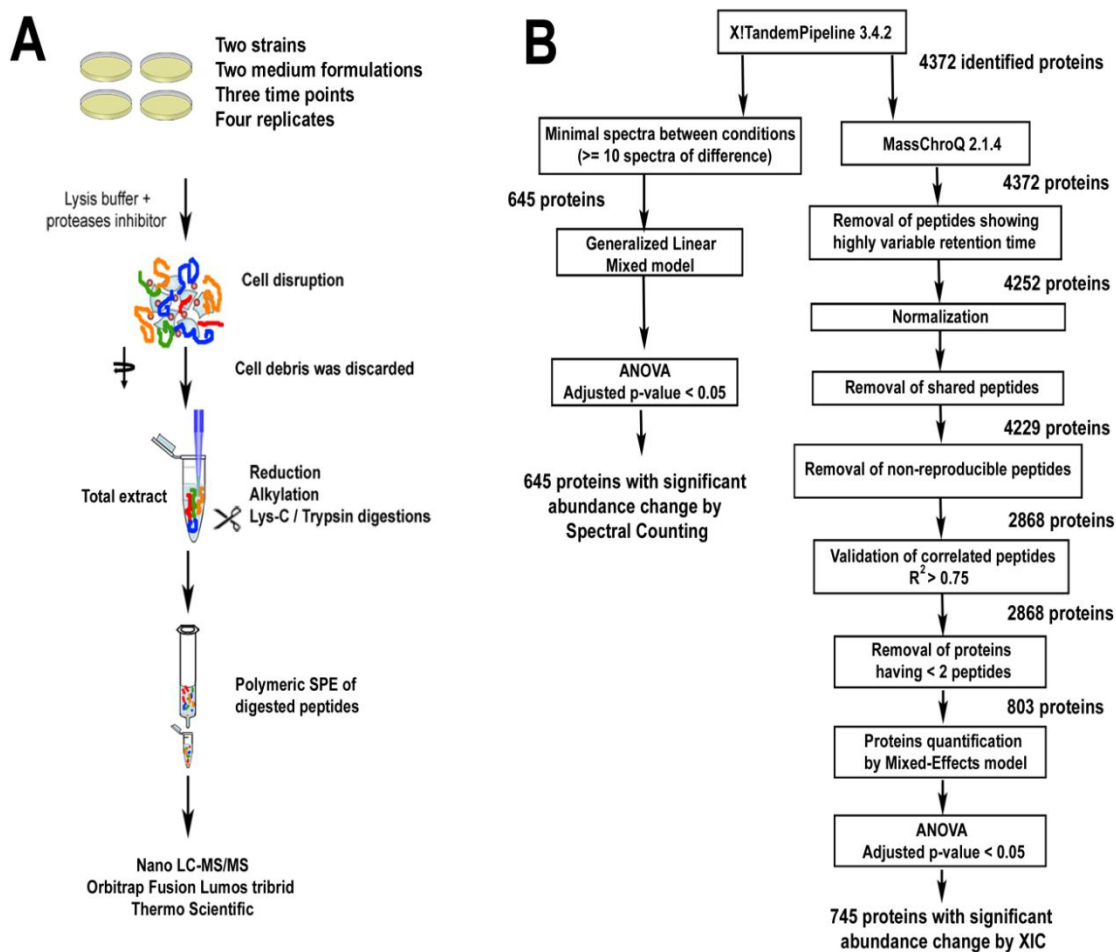 A
Two strains
Two medium formulations
Three time points
Four replicates
Lysis buffer +
proteases inhibitor
Cell disruption
Cell debris was discarded
Total extract
Reduction
Alkylation
Lys-C / Trypsin digestions
Polymeric SPE of
digested peptides
Nano LC-MS/MS
Orbitrap Fusion Lumos tribrid
Thermo Scientific
B
X!TandemPipeline 3.4.2
4372 identified proteins
Minimal spectra between conditions
(>= 10 spectra of difference)
645 proteins
Generalized Linear
Mixed model
ANOVA
Adjusted p-value < 0.05
645 proteins with significant
abundance change by
Spectral Counting
MassChroQ 2.1.4
4372 proteins
Removal of peptides showing
highly variable retention time
4252 proteins
Normalization
Removal of shared peptides
4229 proteins
Removal of non-reproducible peptides
2868 proteins
Validation of correlated peptides
R² > 0.75
2868 proteins
Removal of proteins
having < 2 peptides
803 proteins
Proteins quantification
by Mixed-Effects model
ANOVA
Adjusted p-value < 0.05
745 proteins with significant
abundance change by XIC